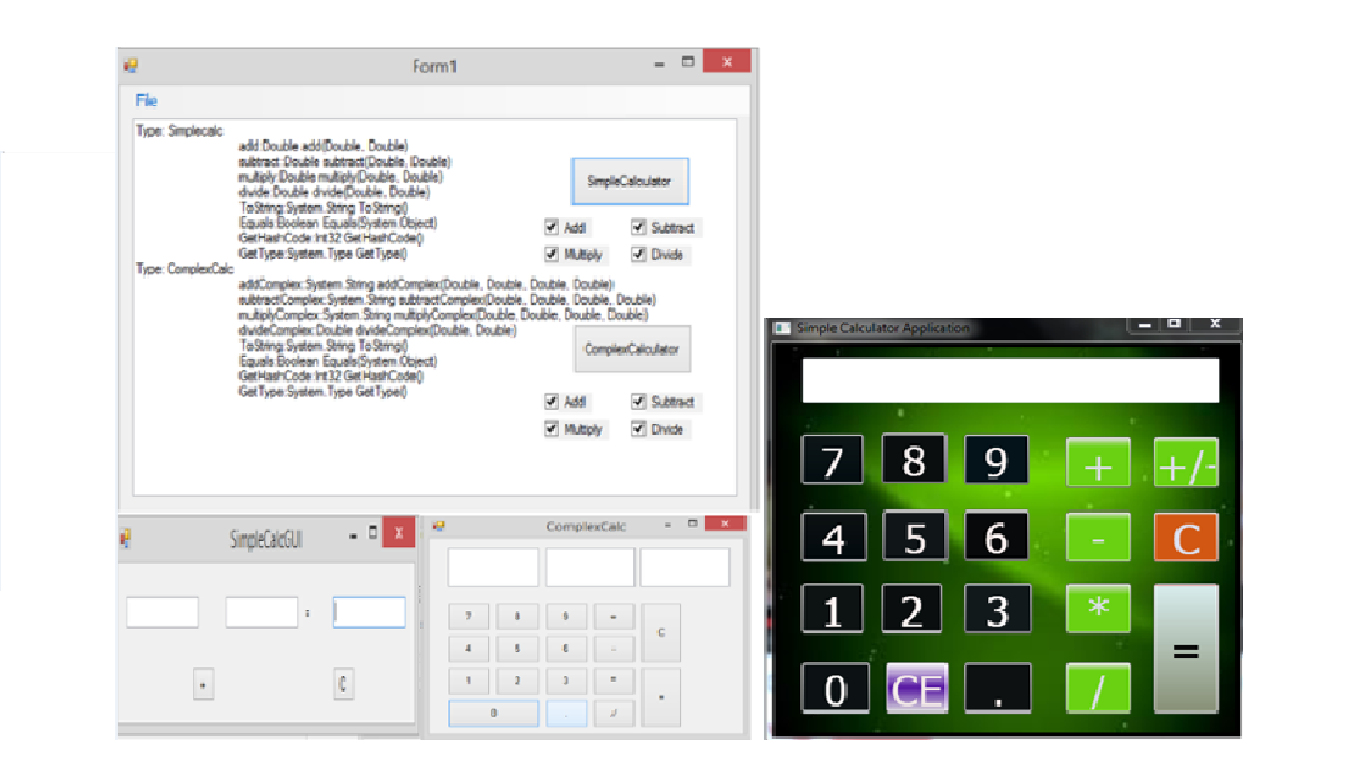 Form1
File
Type: Simplecalc
add:Double add(Double, Double)
subtract:Double subtract(Double, Double)
multiply:Double multiply(Double, Double)
divide:Double divide(Double, Double)
ToString:System.String ToString()
Equals:Boolean Equals(System.Object)
GetHashCode:Int32 GetHashCode()
GetType:System.Type GetType()
SimpleCalculator
Add Subtract
Multiply Divide
Type: ComplexCalc
addComplex:System.String addComplex(Double, Double, Double, Double)
subtractComplex:System.String subtractComplex(Double, Double, Double, Double)
multiplyComplex:System.String multiplyComplex(Double, Double, Double, Double)
divideComplex:Double divideComplex(Double, Double)
ToString:System.String ToString()
Equals:Boolean Equals(System.Object)
GetHashCode:Int32 GetHashCode()
GetType:System.Type GetType()
ComplexCalculator
Add Subtract
Multiply Divide
SimpleCalcGUI
=
C
ComplexCalc
7 8 9
C
4 5 6
1 2 3
0 .
Simple Calculator Application
7 8 9 + +/-
4 5 6 - C
1 2 3 *
=
0 CE . /